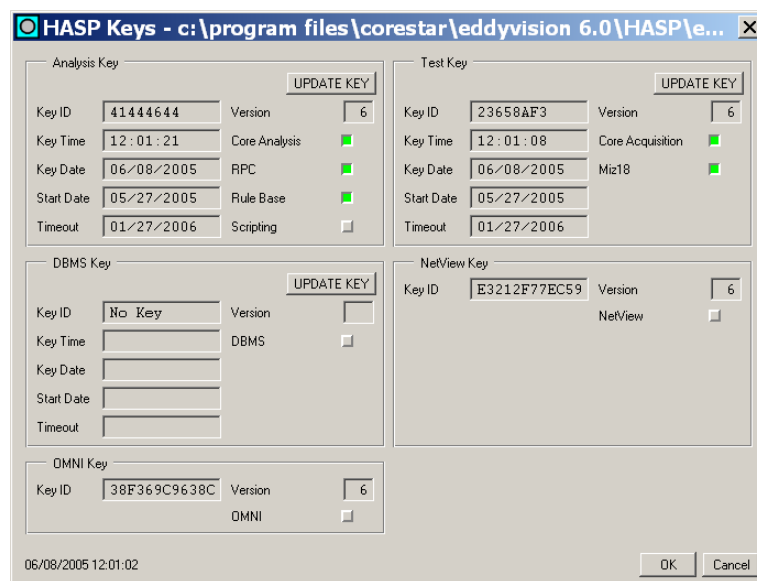 HASP Keys - c:\program files\corestar\eddyvision 6.0\HASP\e...
Analysis Key
UPDATE KEY
Key ID 41444644 Version 6
Key Time 12:01:21 Core Analysis
Key Date 06/08/2005 RPC
Start Date 05/27/2005 Rule Base
Timeout 01/27/2006 Scripting
Test Key
UPDATE KEY
Key ID 23658AF3 Version 6
Key Time 12:01:08 Core Acquisition
Key Date 06/08/2005 Miz18
Start Date 05/27/2005
Timeout 01/27/2006
DBMS Key
UPDATE KEY
Key ID No Key Version
Key Time DBMS
Key Date
Start Date
Timeout
NetView Key
Key ID E3212F77EC59 Version 6
NetView
OMNI Key
Key ID 38F369C9638C Version 6
OMNI
06/08/2005 12:01:02
OK Cancel